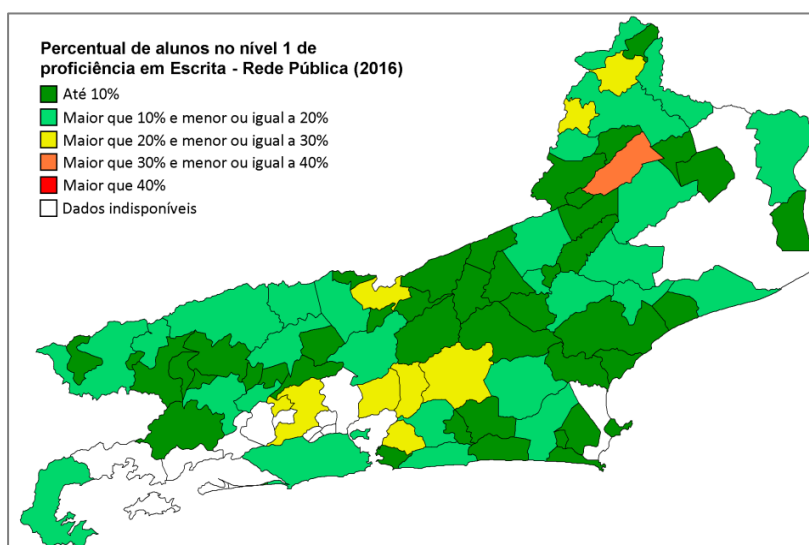 Percentual de alunos no nível 1 de
proficiência em Escrita - Rede Pública (2016)
Até 10%
Maior que 10% e menor ou igual a 20%
Maior que 20% e menor ou igual a 30%
Maior que 30% e menor ou igual a 40%
Maior que 40%
Dados indisponíveis